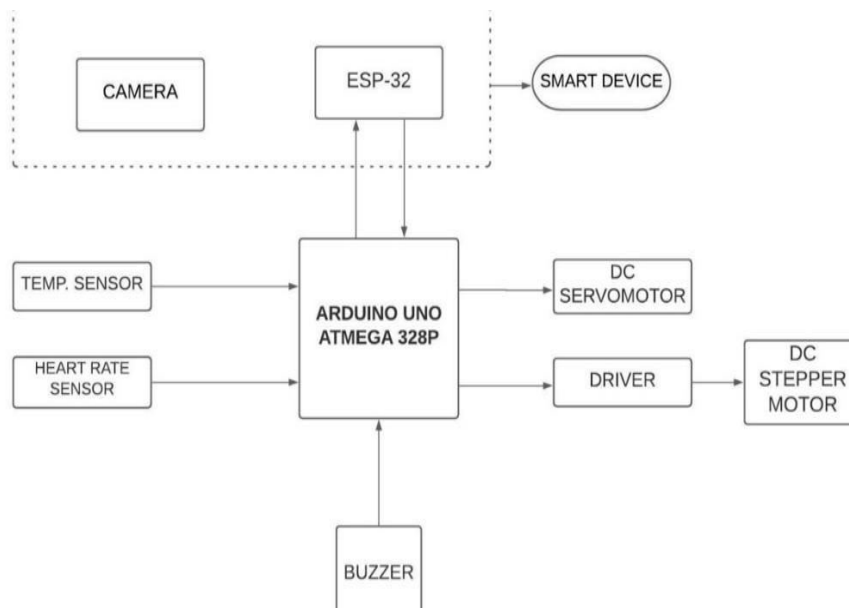 CAMERA
ESP-32
SMART DEVICE
TEMP. SENSOR
HEART RATE
SENSOR
ARDUINO UNO
ATMEGA 328P
DC
SERVOMOTOR
DRIVER
DC
STEPPER
MOTOR
BUZZER